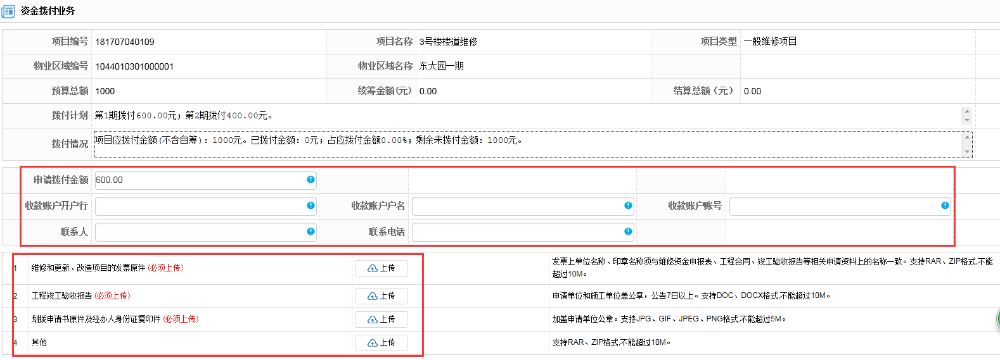 资金拨付业务
项目编号 181707040109 项目名称 3号楼楼道维修 项目类型 一般维修项目
物业区域编号 1044010301000001 物业区域名称 东大园一期
预算总额 1000 续筹金额(元) 0.00 结算总额（元） 0.00
拨付计划 第1期拨付600.00元；第2期拨付400.00元。
拨付情况 项目应拨付金额(不含自筹)：1000元。已拨付金额：0元；占应拨付金额0.00%；剩余未拨付金额：1000元。
申请拨付金额 600.00
收款账户开户行 收款账户户名 收款账户账号
联系人 联系电话
1 维修和更新、改造项目的发票原件 (必须上传) 上传 发票上单位名称、印章名称须与维修资金申报表、工程合同、竣工验收报告等相关申请资料上的名称一致。支持RAR、ZIP格式,不能
超过10M。
2 工程竣工验收报告 (必须上传) 上传 申请单位和施工单位盖公章，公告7日以上。支持DOC、DOCX格式,不能超过10M。
3 划拨申请书原件及经办人身份证复印件 (必须上传) 上传 加盖申请单位公章。支持JPG、GIF、JPEG、PNG格式,不能超过5M。
4 其他 上传 支持RAR、ZIP格式,不能超过10M。